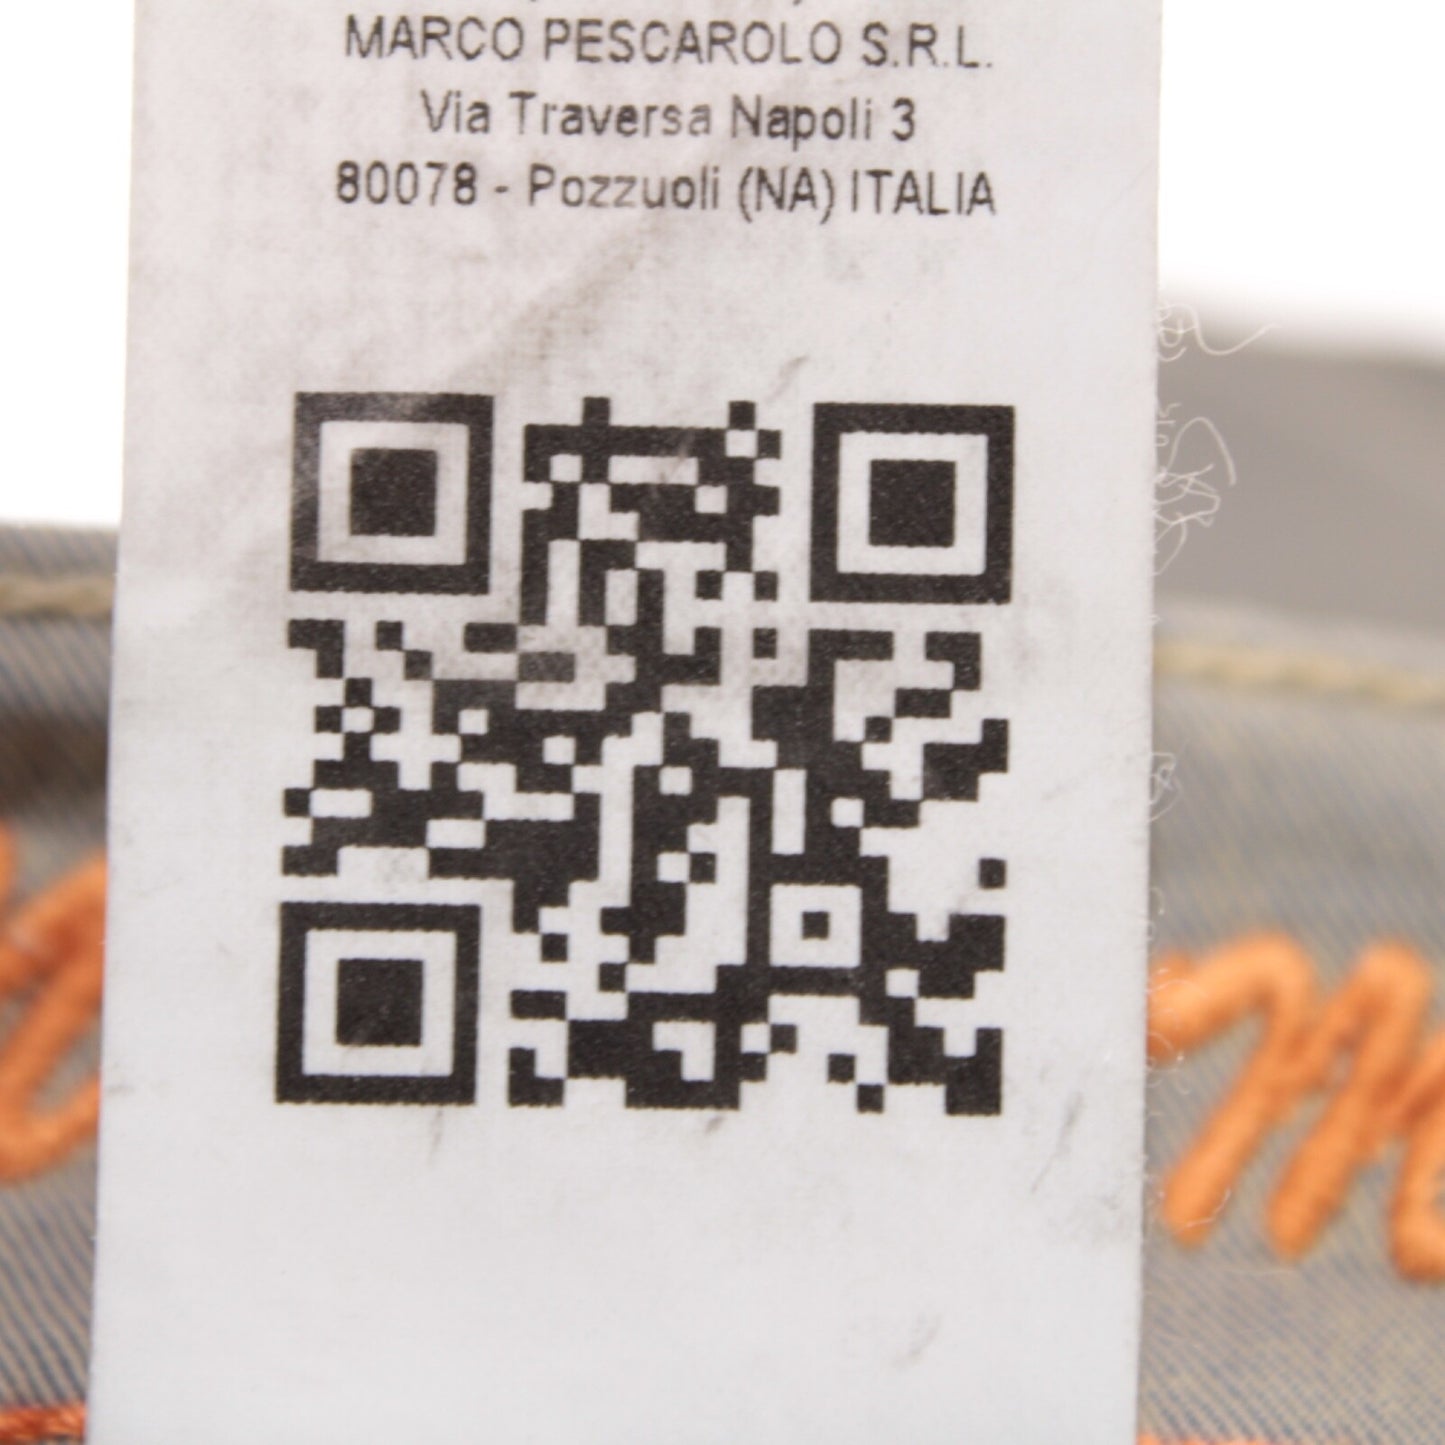 MARCO PESCAROLO S.R.L.
Via Traversa Napoli 3
80078 - Pozzuoli (NA) ITALIA